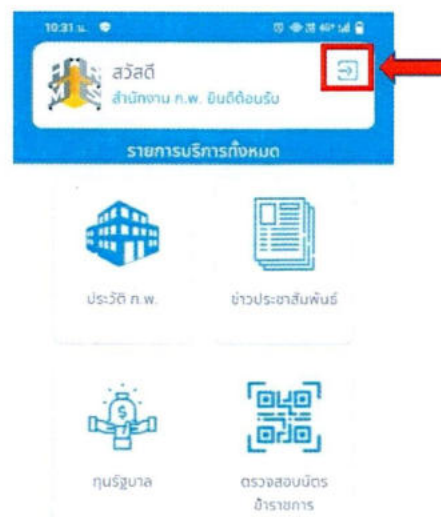 10:31 น.
สวัสดี
สำนักงาน ก.พ. ยินดีต้อนรับ
รายการบริการทั้งหมด
ประวัติ ก.พ.
ข่าวประชาสัมพันธ์
ทุนรัฐบาล
ตรวจสอบบัตร
ข้าราชการ